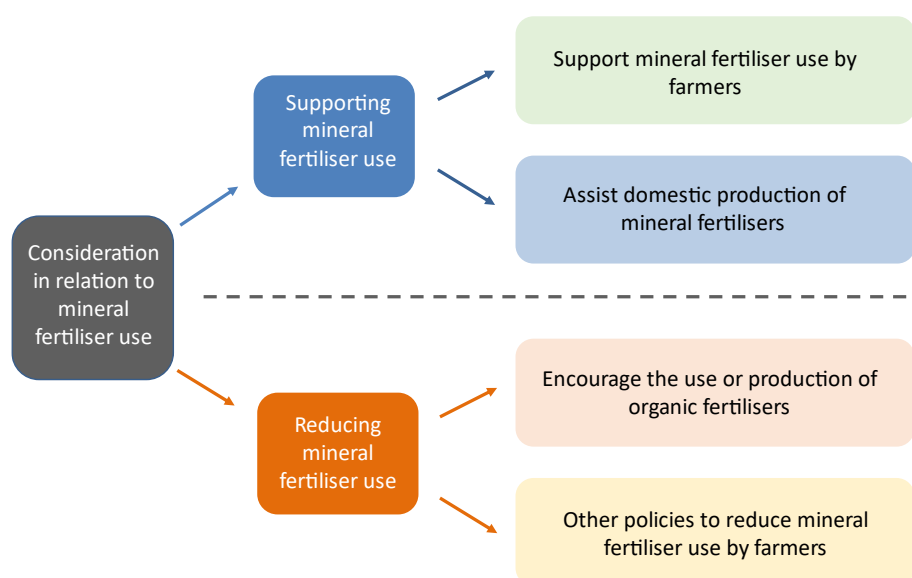 Support mineral fertiliser use by
farmers
Supporting
mineral
fertiliser use
Assist domestic production of
mineral fertilisers
Consideration
in relation to
mineral
fertiliser use
Encourage the use or production of
organic fertilisers
Reducing
mineral
fertiliser use
Other policies to reduce mineral
fertiliser use by farmers